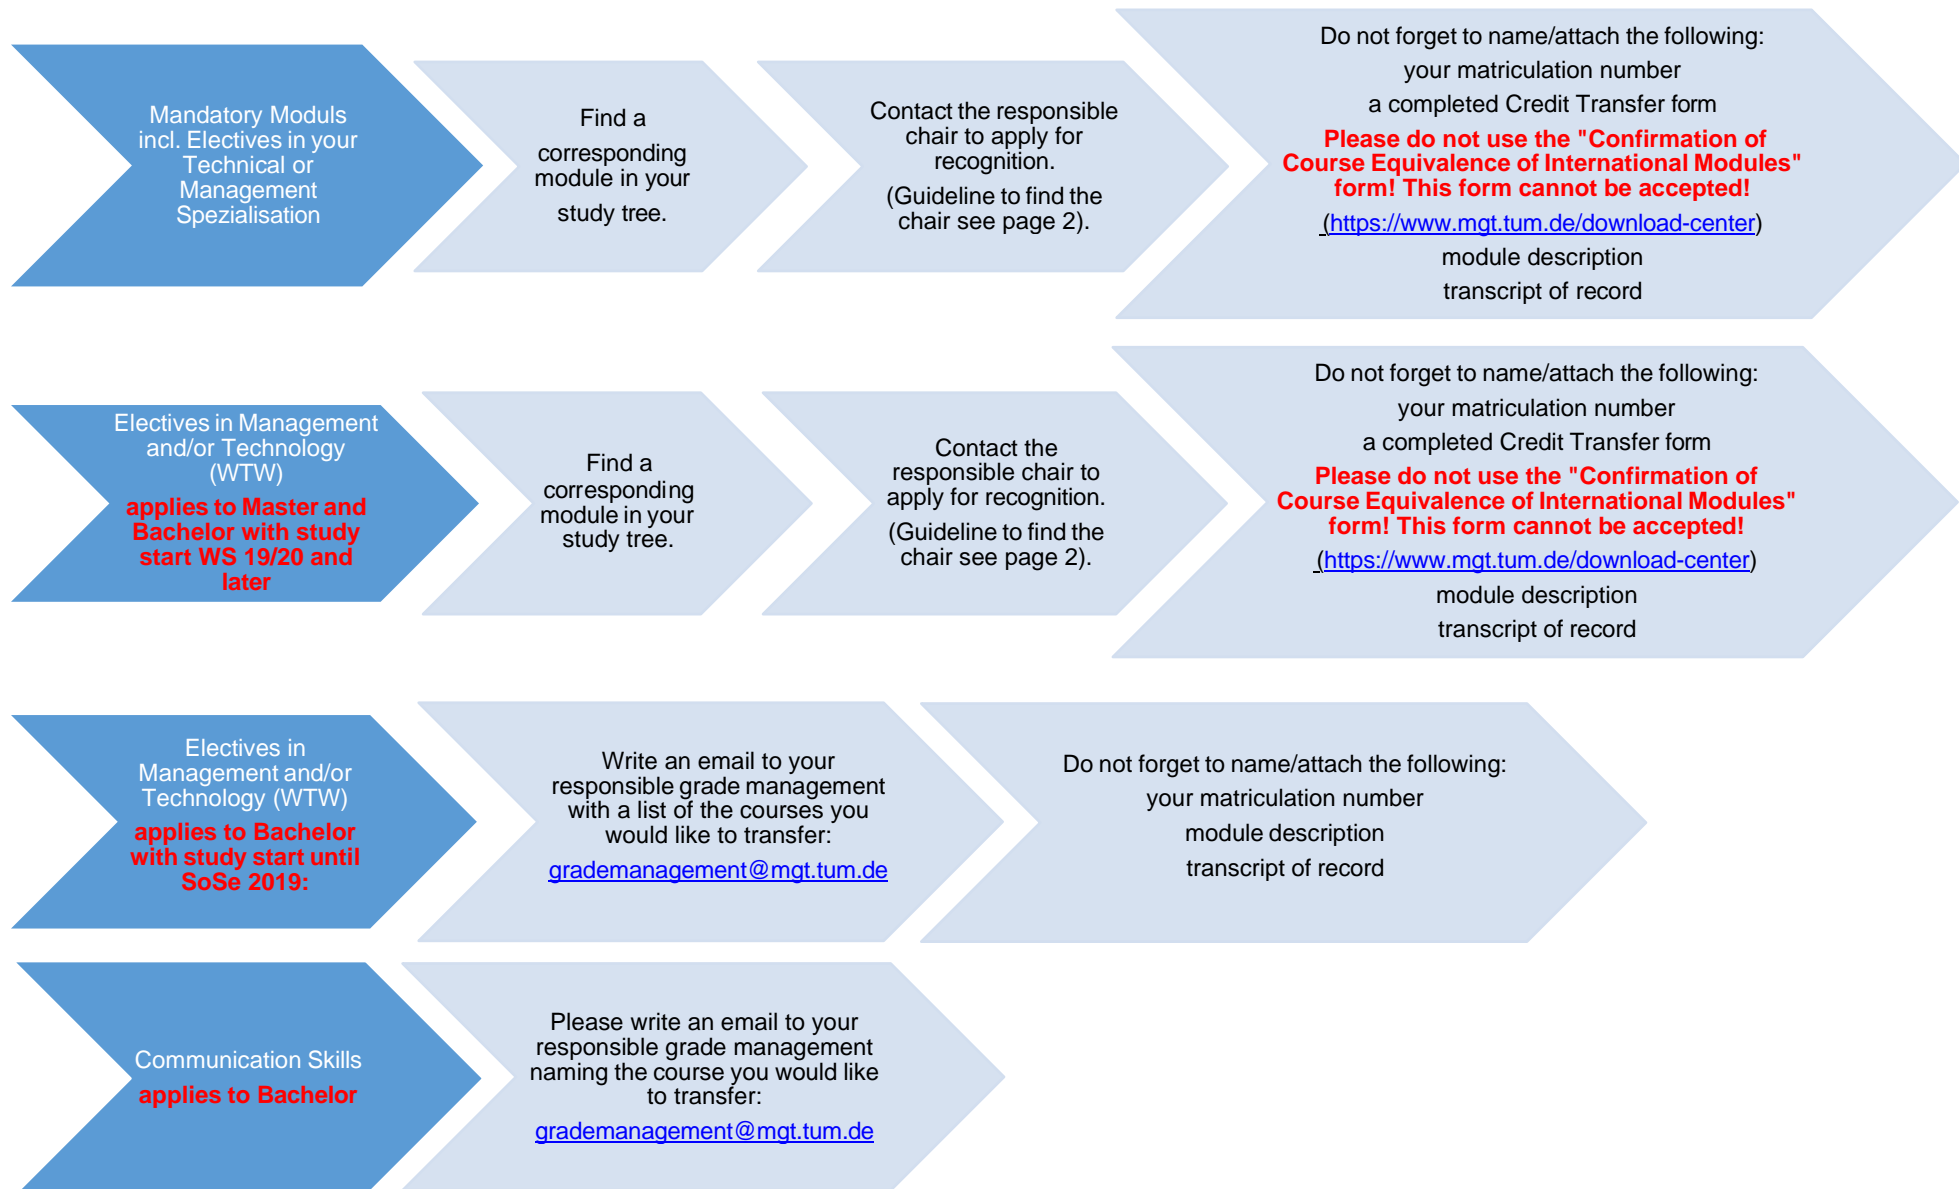 Mandatory Moduls
incl. Electives in your
Technical or
Management
Spezialisation
Find a
corresponding
module in your
study tree.
Contact the responsible
chair to apply for
recognition.
(Guideline to find the
chair see page 2).
Do not forget to name/attach the following:
your matriculation number
a completed Credit Transfer form
Please do not use the "Confirmation of
Course Equivalence of International Modules"
form! This form cannot be accepted!
(https://www.mgt.tum.de/download-center)
module description
transcript of record
Electives in Management
and/or Technology
(WTW)
applies to Master and
Bachelor with study
start WS 19/20 and
later
Find a
corresponding
module in your
study tree.
Contact the
responsible chair to
apply for recognition.
(Guideline to find the
chair see page 2).
Do not forget to name/attach the following:
your matriculation number
a completed Credit Transfer form
Please do not use the "Confirmation of
Course Equivalence of International Modules"
form! This form cannot be accepted!
(https://www.mgt.tum.de/download-center)
module description
transcript of record
Electives in
Management and/or
Technology (WTW)
applies to Bachelor
with study start until
SoSe 2019:
Write an email to your
responsible grade management
with a list of the courses you
would like to transfer:
grademanagement@mgt.tum.de
Do not forget to name/attach the following:
your matriculation number
module description
transcript of record
Communication Skills
applies to Bachelor
Please write an email to your
responsible grade management
naming the course you would like
to transfer:
grademanagement@mgt.tum.de